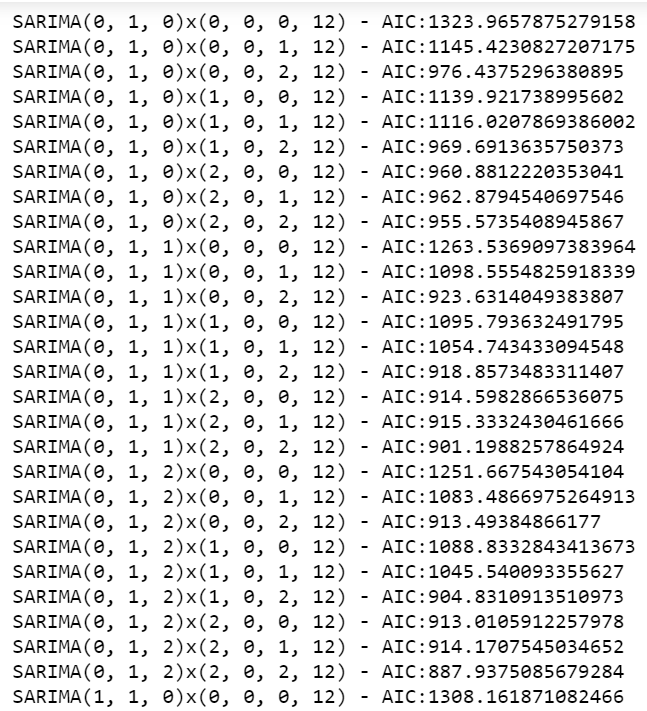 SARIMA(0, 1, 0)x(0, 0, 0, 12) - AIC:1323.9657875279158
SARIMA(0, 1, 0)x(0, 0, 1, 12) - AIC:1145.4230827207175
SARIMA(0, 1, 0)x(0, 0, 2, 12) - AIC:976.4375296380895
SARIMA(0, 1, 0)x(1, 0, 0, 12) - AIC:1139.921738995602
SARIMA(0, 1, 0)x(1, 0, 1, 12) - AIC:1116.0207869386002
SARIMA(0, 1, 0)x(1, 0, 2, 12) - AIC:969.6913635750373
SARIMA(0, 1, 0)x(2, 0, 0, 12) - AIC:960.8812220353041
SARIMA(0, 1, 0)x(2, 0, 1, 12) - AIC:962.8794540697546
SARIMA(0, 1, 0)x(2, 0, 2, 12) - AIC:955.5735408945867
SARIMA(0, 1, 1)x(0, 0, 0, 12) - AIC:1263.5369097383964
SARIMA(0, 1, 1)x(0, 0, 1, 12) - AIC:1098.5554825918339
SARIMA(0, 1, 1)x(0, 0, 2, 12) - AIC:923.6314049383807
SARIMA(0, 1, 1)x(1, 0, 0, 12) - AIC:1095.793632491795
SARIMA(0, 1, 1)x(1, 0, 1, 12) - AIC:1054.743433094548
SARIMA(0, 1, 1)x(1, 0, 2, 12) - AIC:918.8573483311407
SARIMA(0, 1, 1)x(2, 0, 0, 12) - AIC:914.5982866536075
SARIMA(0, 1, 1)x(2, 0, 1, 12) - AIC:915.3332430461666
SARIMA(0, 1, 1)x(2, 0, 2, 12) - AIC:901.1988257864924
SARIMA(0, 1, 2)x(0, 0, 0, 12) - AIC:1251.667543054104
SARIMA(0, 1, 2)x(0, 0, 1, 12) - AIC:1083.4866975264913
SARIMA(0, 1, 2)x(0, 0, 2, 12) - AIC:913.49384866177
SARIMA(0, 1, 2)x(1, 0, 0, 12) - AIC:1088.8332843413673
SARIMA(0, 1, 2)x(1, 0, 1, 12) - AIC:1045.540093355627
SARIMA(0, 1, 2)x(1, 0, 2, 12) - AIC:904.8310913510973
SARIMA(0, 1, 2)x(2, 0, 0, 12) - AIC:913.0105912257978
SARIMA(0, 1, 2)x(2, 0, 1, 12) - AIC:914.1707545034652
SARIMA(0, 1, 2)x(2, 0, 2, 12) - AIC:887.9375085679284
SARIMA(1, 1, 0)x(0, 0, 0, 12) - AIC:1308.161871082466